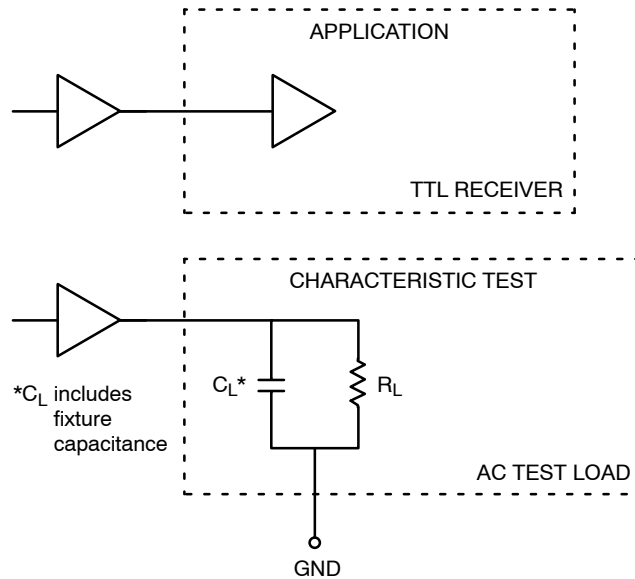 APPLICATION
TTL RECEIVER
CHARACTERISTIC TEST
*CL includes
fixture
capacitance
CL*
RL
AC TEST LOAD
GND